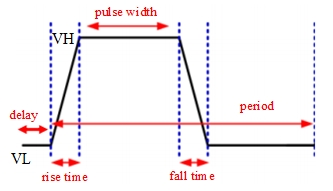 pulse width
VH
delay
period
VL
rise time
fall time